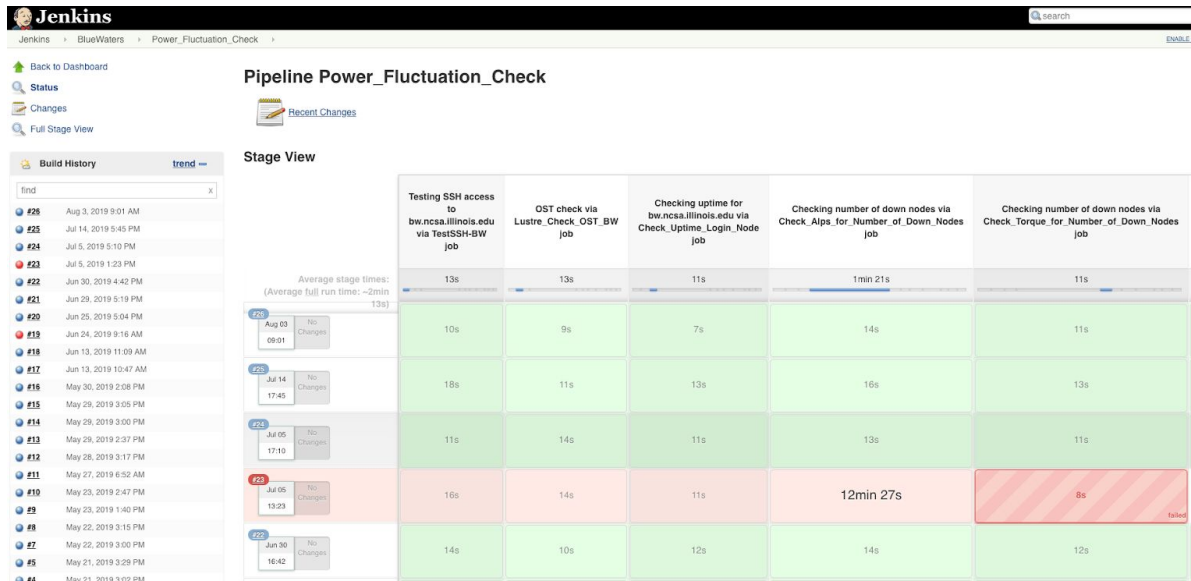 Jenkins
search
Jenkins › BlueWaters › Power_Fluctuation_Check ›
ENABLE
Back to Dashboard
Status
Changes
Full Stage View
Build History
trend
find
x
#26 Aug 3, 2019 9:01 AM
#25 Jul 14, 2019 5:45 PM
#24 Jul 5, 2019 5:10 PM
#23 Jul 5, 2019 1:23 PM
#22 Jun 30, 2019 4:42 PM
#21 Jun 29, 2019 5:19 PM
#20 Jun 25, 2019 5:04 PM
#19 Jun 24, 2019 9:16 AM
#18 Jun 13, 2019 11:09 AM
#17 Jun 13, 2019 10:47 AM
#16 May 30, 2019 2:08 PM
#15 May 29, 2019 3:05 PM
#14 May 29, 2019 3:00 PM
#13 May 29, 2019 2:37 PM
#12 May 28, 2019 3:17 PM
#11 May 27, 2019 6:52 AM
#10 May 23, 2019 2:47 PM
#9 May 23, 2019 1:40 PM
#8 May 22, 2019 3:15 PM
#7 May 22, 2019 3:00 PM
#5 May 21, 2019 3:29 PM
#4 May 21, 2019 3:02 PM
Pipeline Power_Fluctuation_Check
Recent Changes
Stage View
Testing SSH access
to
bw.ncsa.illinois.edu
via TestSSH-BW
job
OST check via
Lustre_Check_OST_BW
job
Checking uptime for
bw.ncsa.illinois.edu via
Check_Uptime_Login_Node
job
Checking number of down nodes via
Check_Alps_for_Number_of_Down_Nodes
job
Checking number of down nodes via
Check_Torque_for_Number_of_Down_Nodes
job
Average stage times:
(Average full run time: ~2min
13s)
13s 13s 11s 1min 21s 11s
#26
Aug 03
09:01
No
Changes
10s 9s 7s 14s 11s
#25
Jul 14
17:45
No
Changes
18s 11s 13s 16s 13s
#24
Jul 05
17:10
No
Changes
11s 14s 11s 13s 11s
#23
Jul 05
13:23
No
Changes
16s 14s 11s 12min 27s 8s
failed
#22
Jun 30
16:42
No
Changes
14s 10s 12s 14s 12s